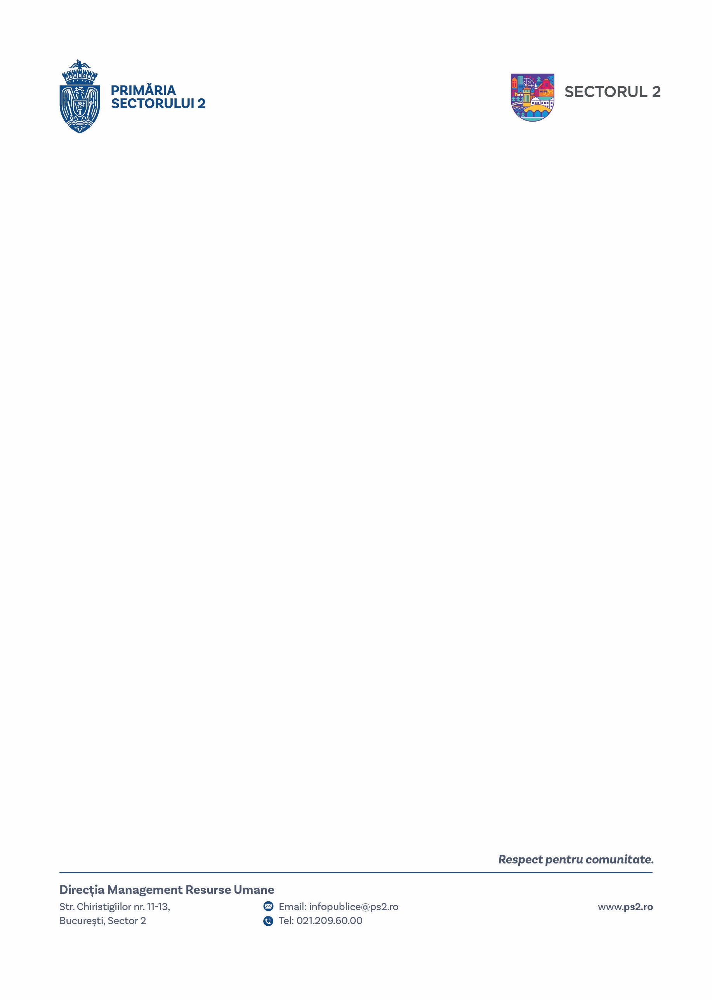 PRIMĂRIA
SECTORULUI 2
SECTORUL 2
Respect pentru comunitate.
Direcția Management Resurse Umane
Str. Chiristigiilor nr. 11-13,
București, Sector 2
Email: infopublice@ps2.ro
Tel: 021.209.60.00
www.ps2.ro